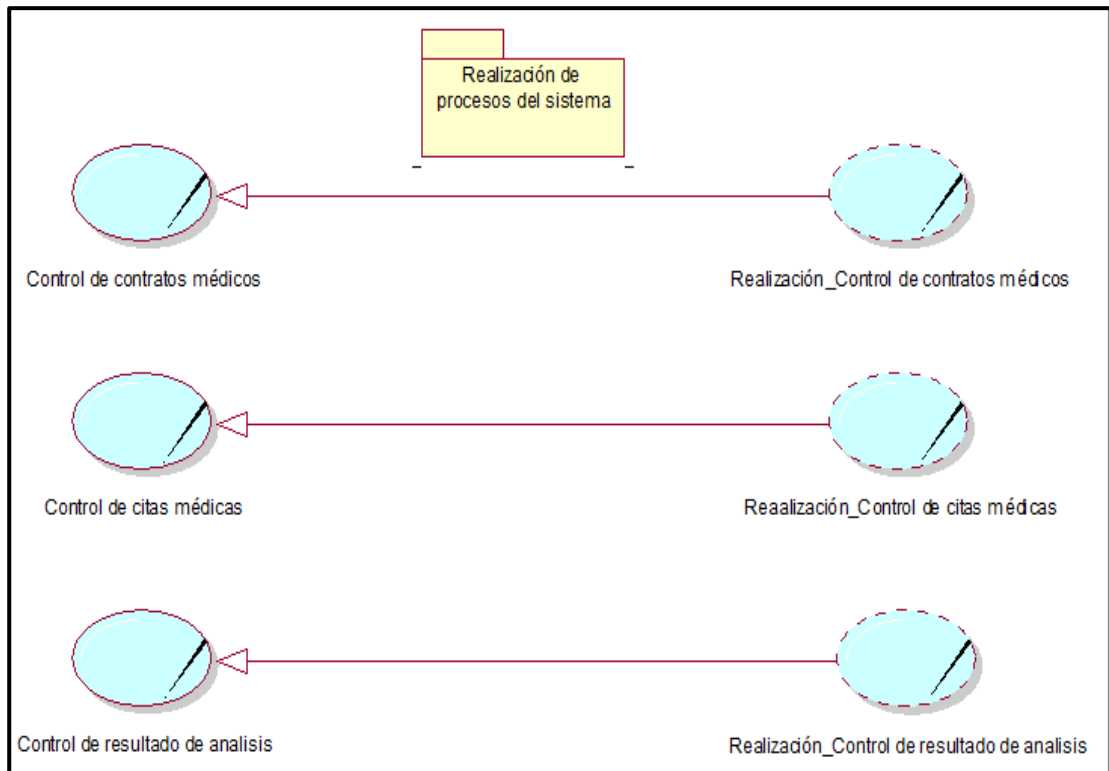 Realización de
procesos del sistema
Control de contratos médicos
Realización_Control de contratos médicos
Control de citas médicas
Reaalización_Control de citas médicas
Control de resultado de analisis
Realización_Control de resultado de analisis